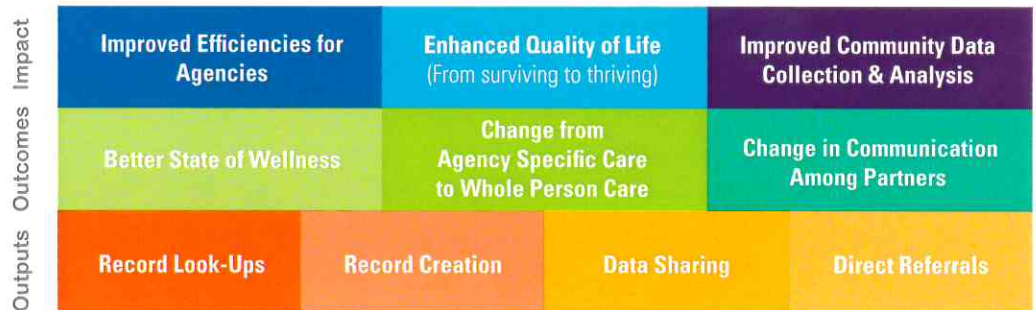 Impact
Improved Efficiencies for
Agencies
Enhanced Quality of Life
(From surviving to thriving)
Improved Community Data
Collection & Analysis
Outcomes
Better State of Wellness
Change from
Agency Specific Care
to Whole Person Care
Change in Communication
Among Partners
Outputs
Record Look-Ups
Record Creation
Data Sharing
Direct Referrals